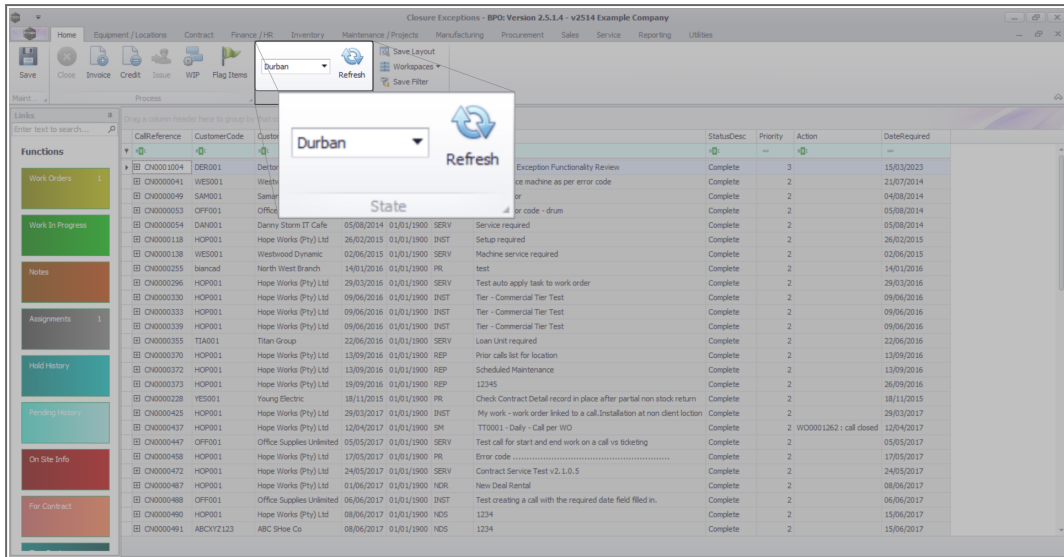 Closure Exceptions - BPO: Version 2.5.1.4 - v2514 Example Company
Home Equipment / Locations Contract Finance / HR Inventory Maintenance / Projects Manufacturing Procurement Sales Service Reporting Utilities
Save Close Invoice Credit Issue WIP Flag Items Durban Refresh Save Layout
Workspaces
Save Filter
Maint... Process
Durban Refresh
State
Links
Enter text to search...
Functions
Work Orders 1
Work In Progress
Notes
Assignments 1
Hold History
Pending History
On Site Info
For Contract
Drag a column header here to group by that
CallReference CustomerCode StatusDesc Priority Action DateRequired
CN0001004 DER001 Exception Functionality Review Complete 3 15/03/2023
CN0000041 WES001 ce machine as per error code Complete 2 21/07/2014
CN0000049 SAM001 or Complete 2 04/08/2014
CN0000053 OFF001 Office or code - drum Complete 2 05/08/2014
CN0000054 DAN001 Danny Storm IT Cafe 05/08/2014 01/01/1900 SERV Service required Complete 2 05/08/2014
CN0000118 HOP001 Hope Works (Pty) Ltd 26/02/2015 01/01/1900 INST Setup required Complete 2 26/02/2015
CN0000138 WES001 Westwood Dynamic 02/06/2015 01/01/1900 SERV Machine service required Complete 2 02/06/2015
CN0000255 biancad North West Branch 14/01/2016 01/01/1900 PR test Complete 2 14/01/2016
CN0000296 HOP001 Hope Works (Pty) Ltd 29/03/2016 01/01/1900 SERV Test auto apply task to work order Complete 2 29/03/2016
CN0000330 HOP001 Hope Works (Pty) Ltd 09/06/2016 01/01/1900 INST Tier - Commercial Tier Test Complete 2 09/06/2016
CN0000333 HOP001 Hope Works (Pty) Ltd 09/06/2016 01/01/1900 INST Tier - Commercial Tier Test Complete 2 09/06/2016
CN0000339 HOP001 Hope Works (Pty) Ltd 09/06/2016 01/01/1900 INST Tier - Commercial Tier Test Complete 2 09/06/2016
CN0000355 TIA001 Titan Group 22/06/2016 01/01/1900 SERV Loan Unit required Complete 2 22/06/2016
CN0000370 HOP001 Hope Works (Pty) Ltd 13/09/2016 01/01/1900 REP Prior calls list for location Complete 2 13/09/2016
CN0000372 HOP001 Hope Works (Pty) Ltd 13/09/2016 01/01/1900 REP Scheduled Maintenance Complete 2 13/09/2016
CN0000373 HOP001 Hope Works (Pty) Ltd 19/09/2016 01/01/1900 REP 12345 Complete 2 26/09/2016
CN0000228 YES001 Young Electric 18/11/2015 01/01/1900 PR Check Contract Detail record in place after partial non stock return Complete 2 18/11/2015
CN0000425 HOP001 Hope Works (Pty) Ltd 29/03/2017 01/01/1900 INST My work - work order linked to a call.Installation at non client loction Complete 2 29/03/2017
CN0000437 HOP001 Hope Works (Pty) Ltd 12/04/2017 01/01/1900 SM TT0001 - Daily - Call per WO Complete 2 WO0001262 : call closed 12/04/2017
CN0000447 OFF001 Office Supplies Unlimited 05/05/2017 01/01/1900 SERV Test call for start and end work on a call vs ticketing Complete 2 05/05/2017
CN0000458 HOP001 Hope Works (Pty) Ltd 17/05/2017 01/01/1900 PR Error code ........................................................ Complete 2 17/05/2017
CN0000472 HOP001 Hope Works (Pty) Ltd 24/05/2017 01/01/1900 SERV Contract Service Test v2.1.0.5 Complete 2 24/05/2017
CN0000487 HOP001 Hope Works (Pty) Ltd 01/06/2017 01/01/1900 NDR New Deal Rental Complete 2 08/06/2017
CN0000488 OFF001 Office Supplies Unlimited 06/06/2017 01/01/1900 INST Test creating a call with the required date field filled in. Complete 2 06/06/2017
CN0000490 HOP001 Hope Works (Pty) Ltd 08/06/2017 01/01/1900 NDS 1234 Complete 2 15/06/2017
CN0000491 ABCXYZ123 ABC SHoe Co 08/06/2017 01/01/1900 NDS 1234 Complete 2 15/06/2017